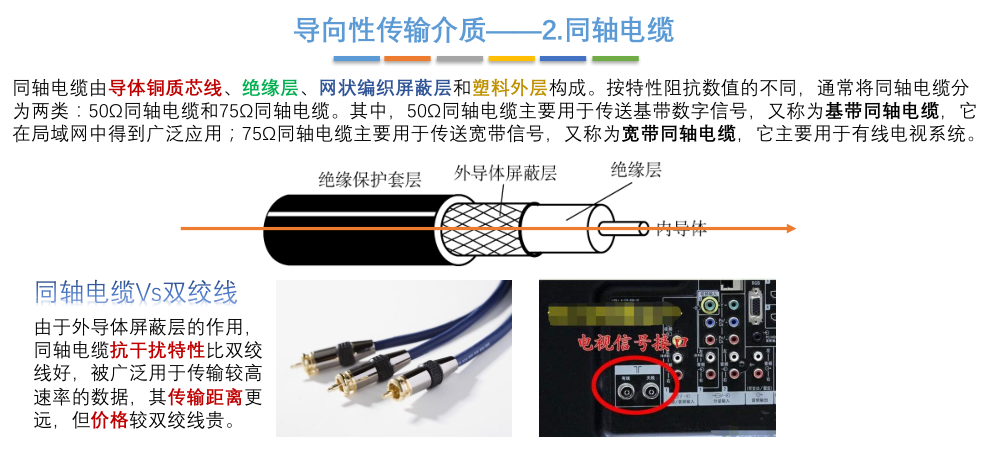 导向性传输介质——2.同轴电缆
同轴电缆由导体铜质芯线、绝缘层、网状编织屏蔽层和塑料外层构成。按特性阻抗数值的不同，通常将同轴电缆分
为两类：50Ω同轴电缆和75Ω同轴电缆。其中，50Ω同轴电缆主要用于传送基带数字信号，又称为基带同轴电缆，它
在局域网中得到广泛应用；75Ω同轴电缆主要用于传送宽带信号，又称为宽带同轴电缆，它主要用于有线电视系统。
绝缘保护套层
外导体屏蔽层
绝缘层
内导体
同轴电缆Vs双绞线
由于外导体屏蔽层的作用，
同轴电缆抗干扰特性比双绞
线好，被广泛用于传输较高
速率的数据，其传输距离更
远，但价格较双绞线贵。
RGB
电视信号接口
有线
天线